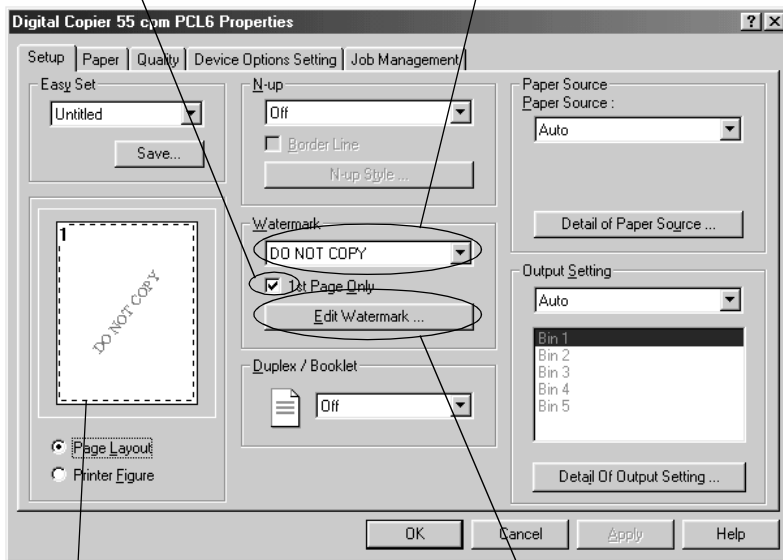 Digital Copier 55 cpm PCL6 Properties
Setup
Paper
Quality
Device Options Setting
Job Management
Easy Set
Untitled
Save...
1
DO NOT COPY
Page Layout
Printer Figure
N-up
Off
Border Line
N-up Style ...
Watermark
DO NOT COPY
1st Page Only
Edit Watermark ...
Duplex / Booklet
Off
Paper Source
Paper Source :
Auto
Detail of Paper Source ...
Output Setting
Auto
Bin 1
Bin 2
Bin 3
Bin 4
Bin 5
Detail Of Output Setting ...
OK
Cancel
Apply
Help